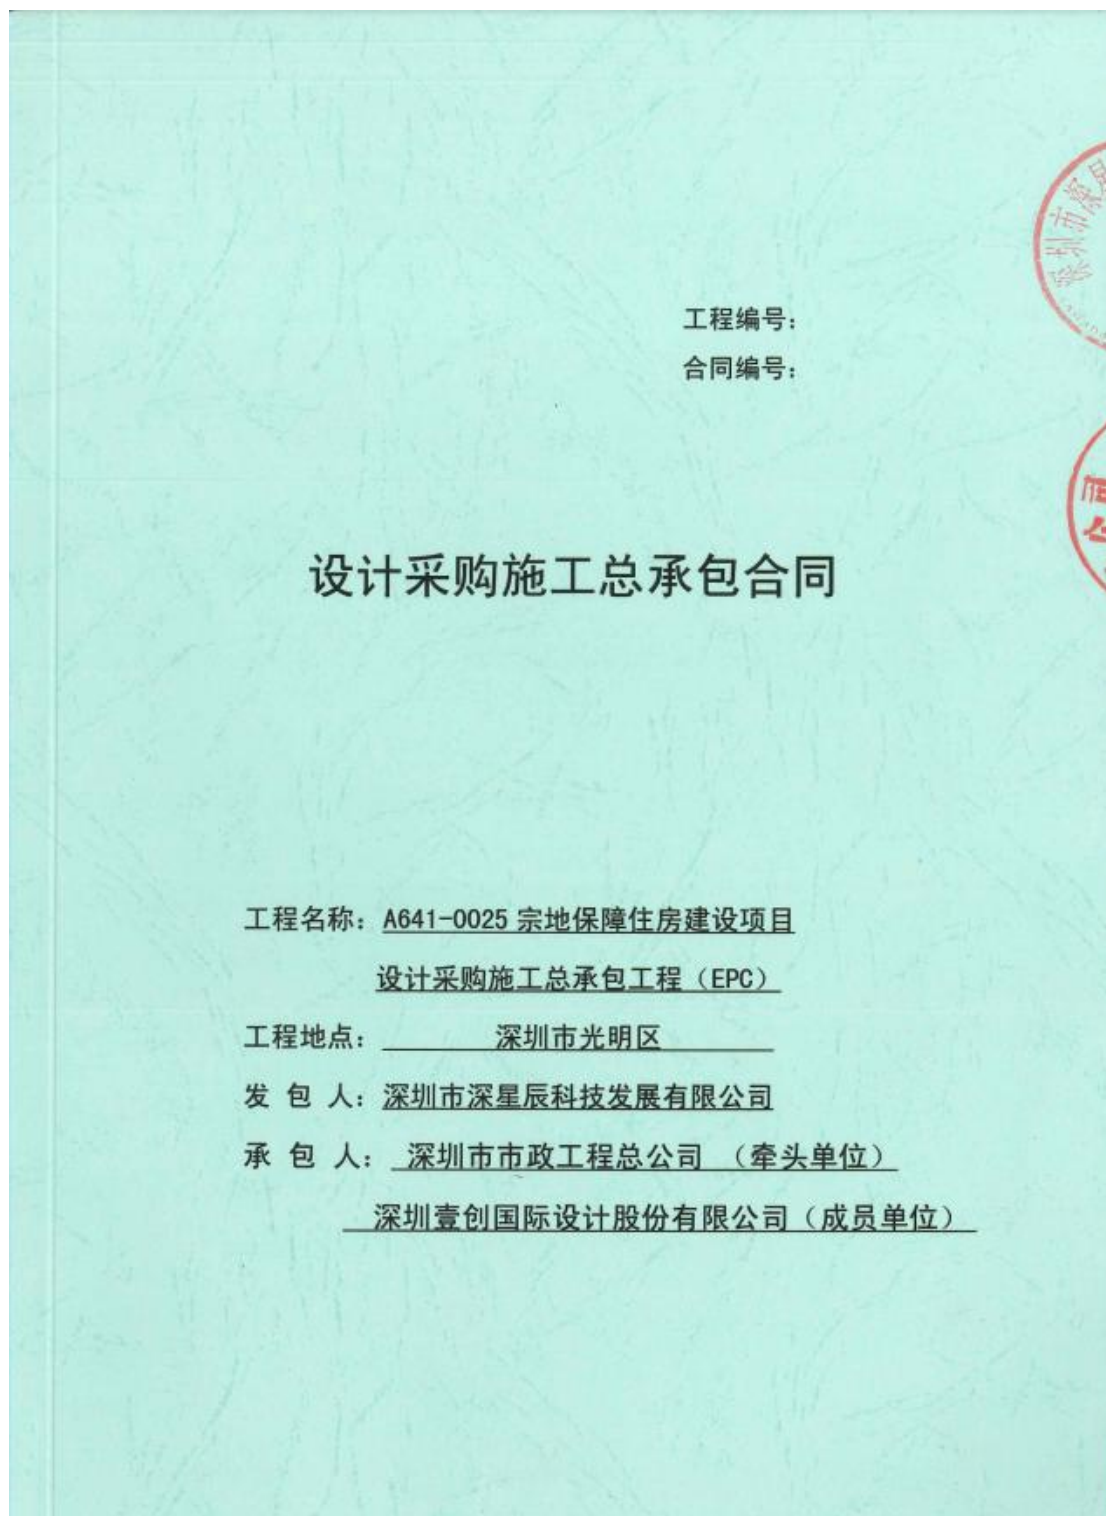 工程编号：
合同编号：
设计采购施工总承包合同
工程名称：A641-0025 宗地保障住房建设项目
设计采购施工总承包工程（EPC）
工程地点： 深圳市光明区
发 包 人：深圳市深星辰科技发展有限公司
承 包 人： 深圳市市政工程总公司 （牵头单位）
深圳壹创国际设计股份有限公司（成员单位）
深圳市深